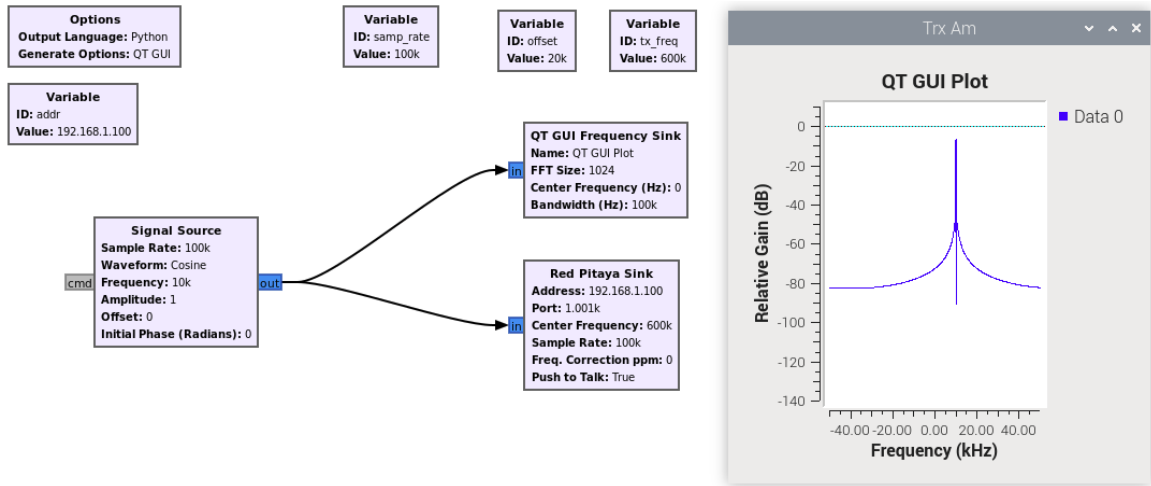 Options
Output Language: Python
Generate Options: QT GUI
Variable
ID: samp_rate
Value: 100k
Variable
ID: offset
Value: 20k
Variable
ID: tx_freq
Value: 600k
Variable
ID: addr
Value: 192.168.1.100
Signal Source
Sample Rate: 100k
Waveform: Cosine
Frequency: 10k
Amplitude: 1
Offset: 0
Initial Phase (Radians): 0
cmd
out
QT GUI Frequency Sink
Name: QT GUI Plot
FFT Size: 1024
Center Frequency (Hz): 0
Bandwidth (Hz): 100k
in
Red Pitaya Sink
Address: 192.168.1.100
Port: 1.001k
Center Frequency: 600k
Sample Rate: 100k
Freq. Correction ppm: 0
Push to Talk: True
in
Trx Am
QT GUI Plot
Data 0
Relative Gain (dB)
0
-20
-40
-60
-80
-100
-120
-140
-40.00 -20.00 0.00 20.00 40.00
Frequency (kHz)